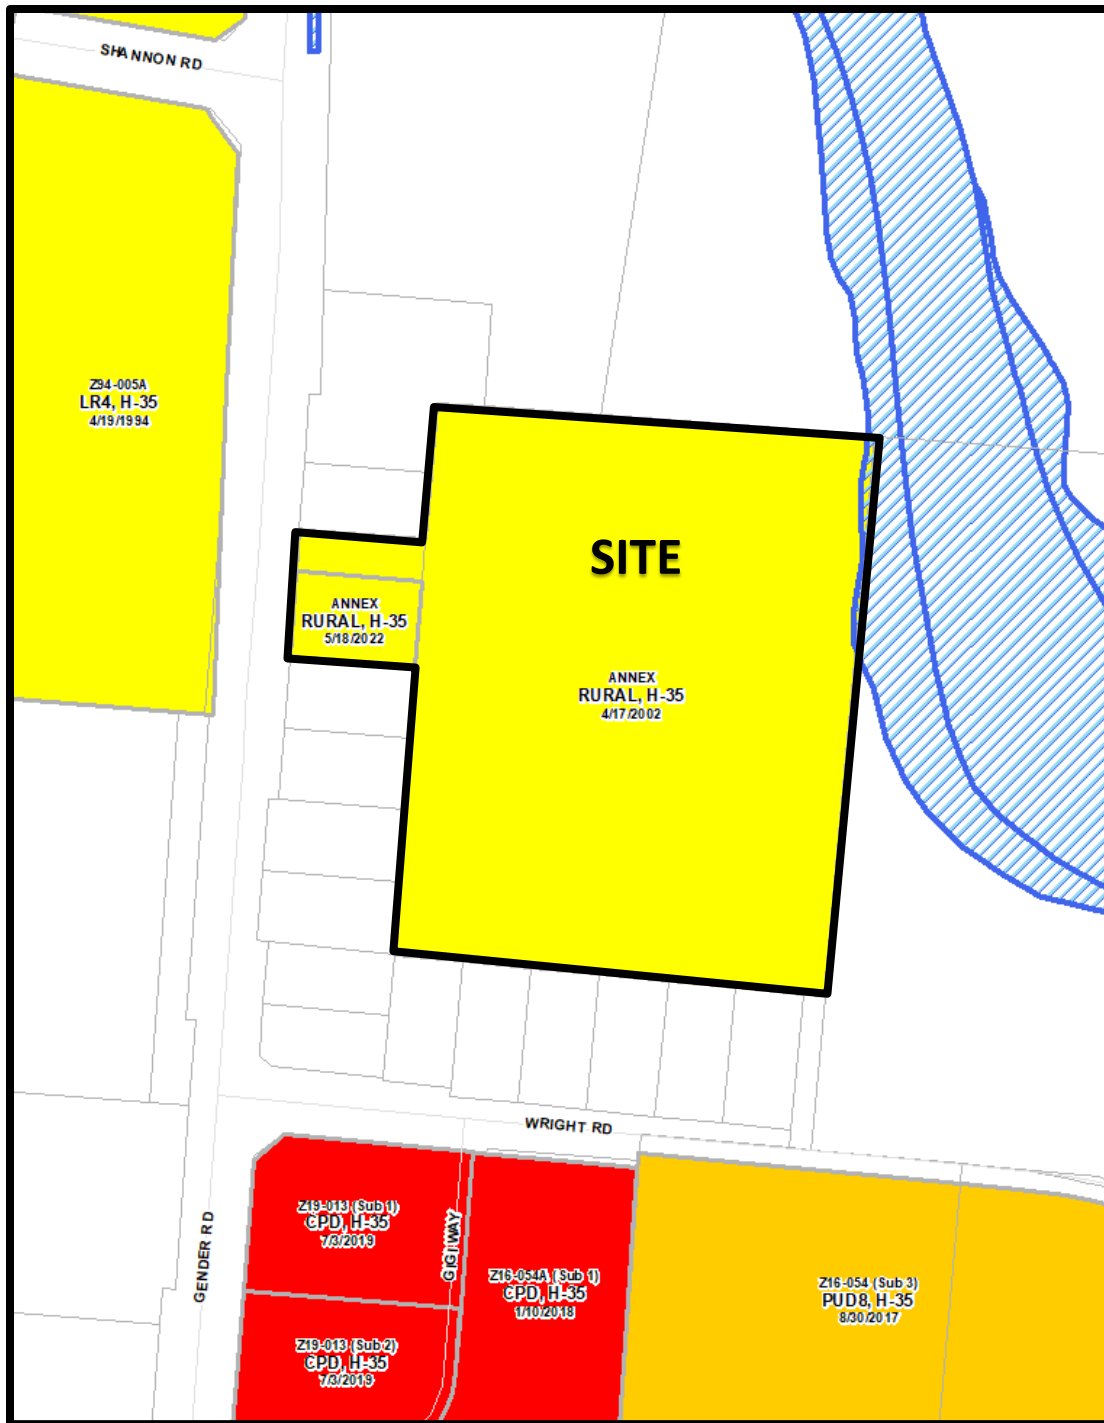 SHANNON RD
Z94-005A
LR4, H-35
4/19/1994
SITE
ANNEX
RURAL, H-35
5/18/2022
ANNEX
RURAL, H-35
4/17/2002
WRIGHT RD
GENDER RD
Z19-013 (Sub 1)
CPD, H-35
7/3/2019
GIGI WAY
Z16-054A (Sub 1)
CPD, H-35
1/10/2018
Z16-054 (Sub 3)
PUD8, H-35
8/30/2017
Z19-013 (Sub 2)
CPD, H-35
7/3/2019